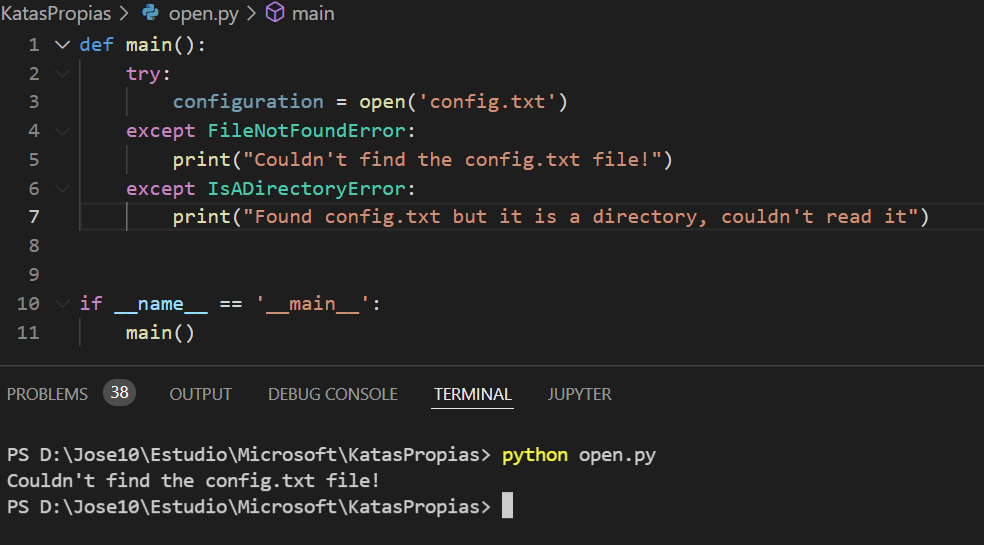 KatasPropias > open.py > main
1 def main():
2     try:
3         configuration = open('config.txt')
4     except FileNotFoundError:
5         print("Couldn't find the config.txt file!")
6     except IsADirectoryError:
7         print("Found config.txt but it is a directory, couldn't read it")
8
9
10 if __name__ == '__main__':
11     main()
PROBLEMS 38 OUTPUT DEBUG CONSOLE TERMINAL JUPYTER
PS D:\Jose10\Estudio\Microsoft\KatasPropias> python open.py
Couldn't find the config.txt file!
PS D:\Jose10\Estudio\Microsoft\KatasPropias>